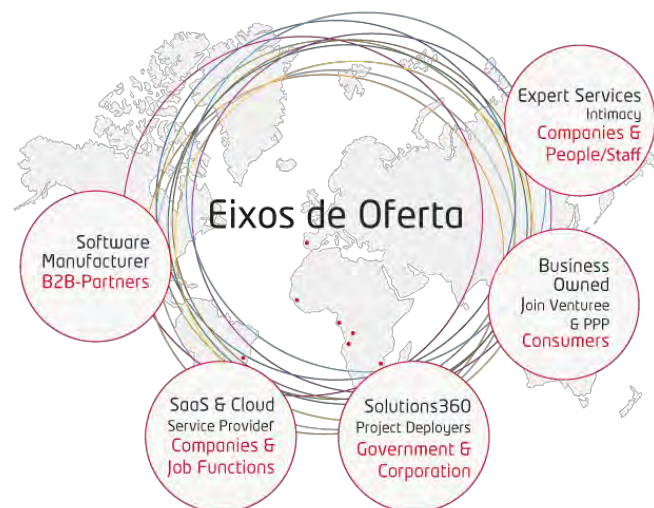 Eixos de Oferta
Expert Services
Intimacy
Companies &
People/Staff
Business
Owned
Join Venturee
& PPP
Consumers
Solutions360
Project Deployers
Government &
Corporation
SaaS & Cloud
Service Provider
Companies &
Job Functions
Software
Manufacturer
B2B-Partners